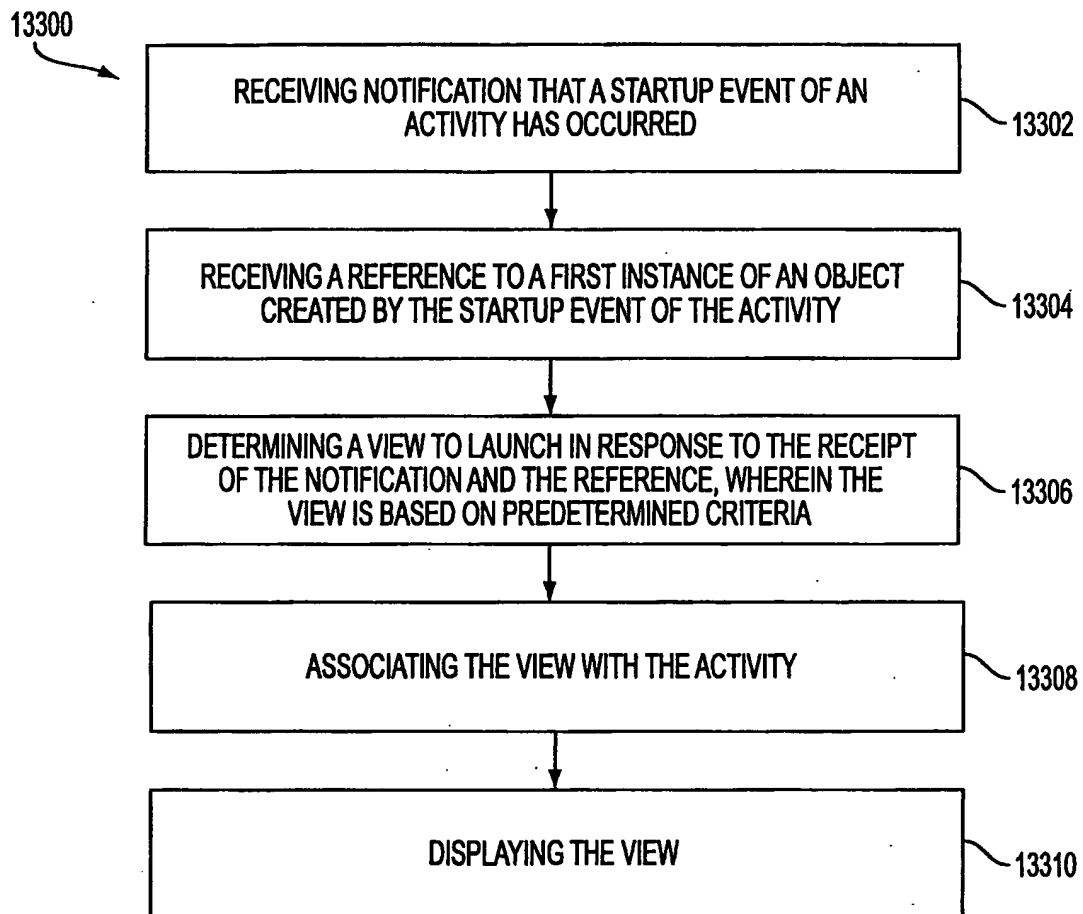 13300
RECEIVING NOTIFICATION THAT A STARTUP EVENT OF AN
ACTIVITY HAS OCCURRED
13302
RECEIVING A REFERENCE TO A FIRST INSTANCE OF AN OBJECT
CREATED BY THE STARTUP EVENT OF THE ACTIVITY
13304
DETERMINING A VIEW TO LAUNCH IN RESPONSE TO THE RECEIPT
OF THE NOTIFICATION AND THE REFERENCE, WHEREIN THE
VIEW IS BASED ON PREDETERMINED CRITERIA
13306
ASSOCIATING THE VIEW WITH THE ACTIVITY
13308
DISPLAYING THE VIEW
13310